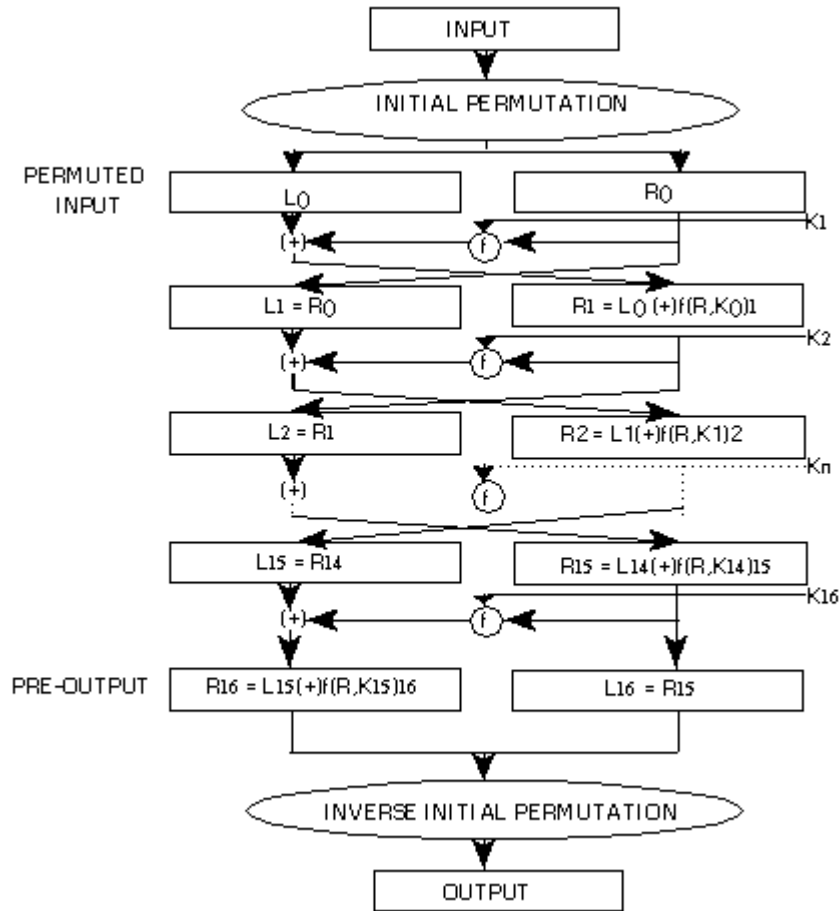 INPUT
INITIAL PERMUTATION
PERMUTED
INPUT
L0
R0
K1
(+)
f
L1 = R0
R1 = L0 (+)f(R,K0)1
K2
(+)
f
L2 = R1
R2 = L1(+)f(R,K1)2
Kn
(+)
f
L15 = R14
R15 = L14(+)f(R,K14)15
K16
(+)
f
PRE-OUTPUT
R16 = L15(+)f(R,K15)16
L16 = R15
INVERSE INITIAL PERMUTATION
OUTPUT